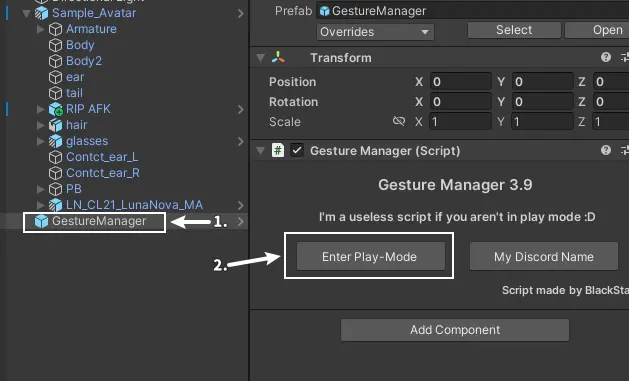 Sample_Avatar
Armature
Body
Body2
ear
tail
RIP AFK
hair
glasses
Contct_ear_L
Contct_ear_R
PB
LN_CL21_LunaNova_MA
GestureManager
1.
2.
Prefab GestureManager
Overrides Select Open
Transform
Position X 0 Y 0 Z 0
Rotation X 0 Y 0 Z 0
Scale X 1 Y 1 Z 1
# Gesture Manager (Script)
Gesture Manager 3.9
I'm a useless script if you aren't in play mode :D
Enter Play-Mode My Discord Name
Script made by BlackSta
Add Component